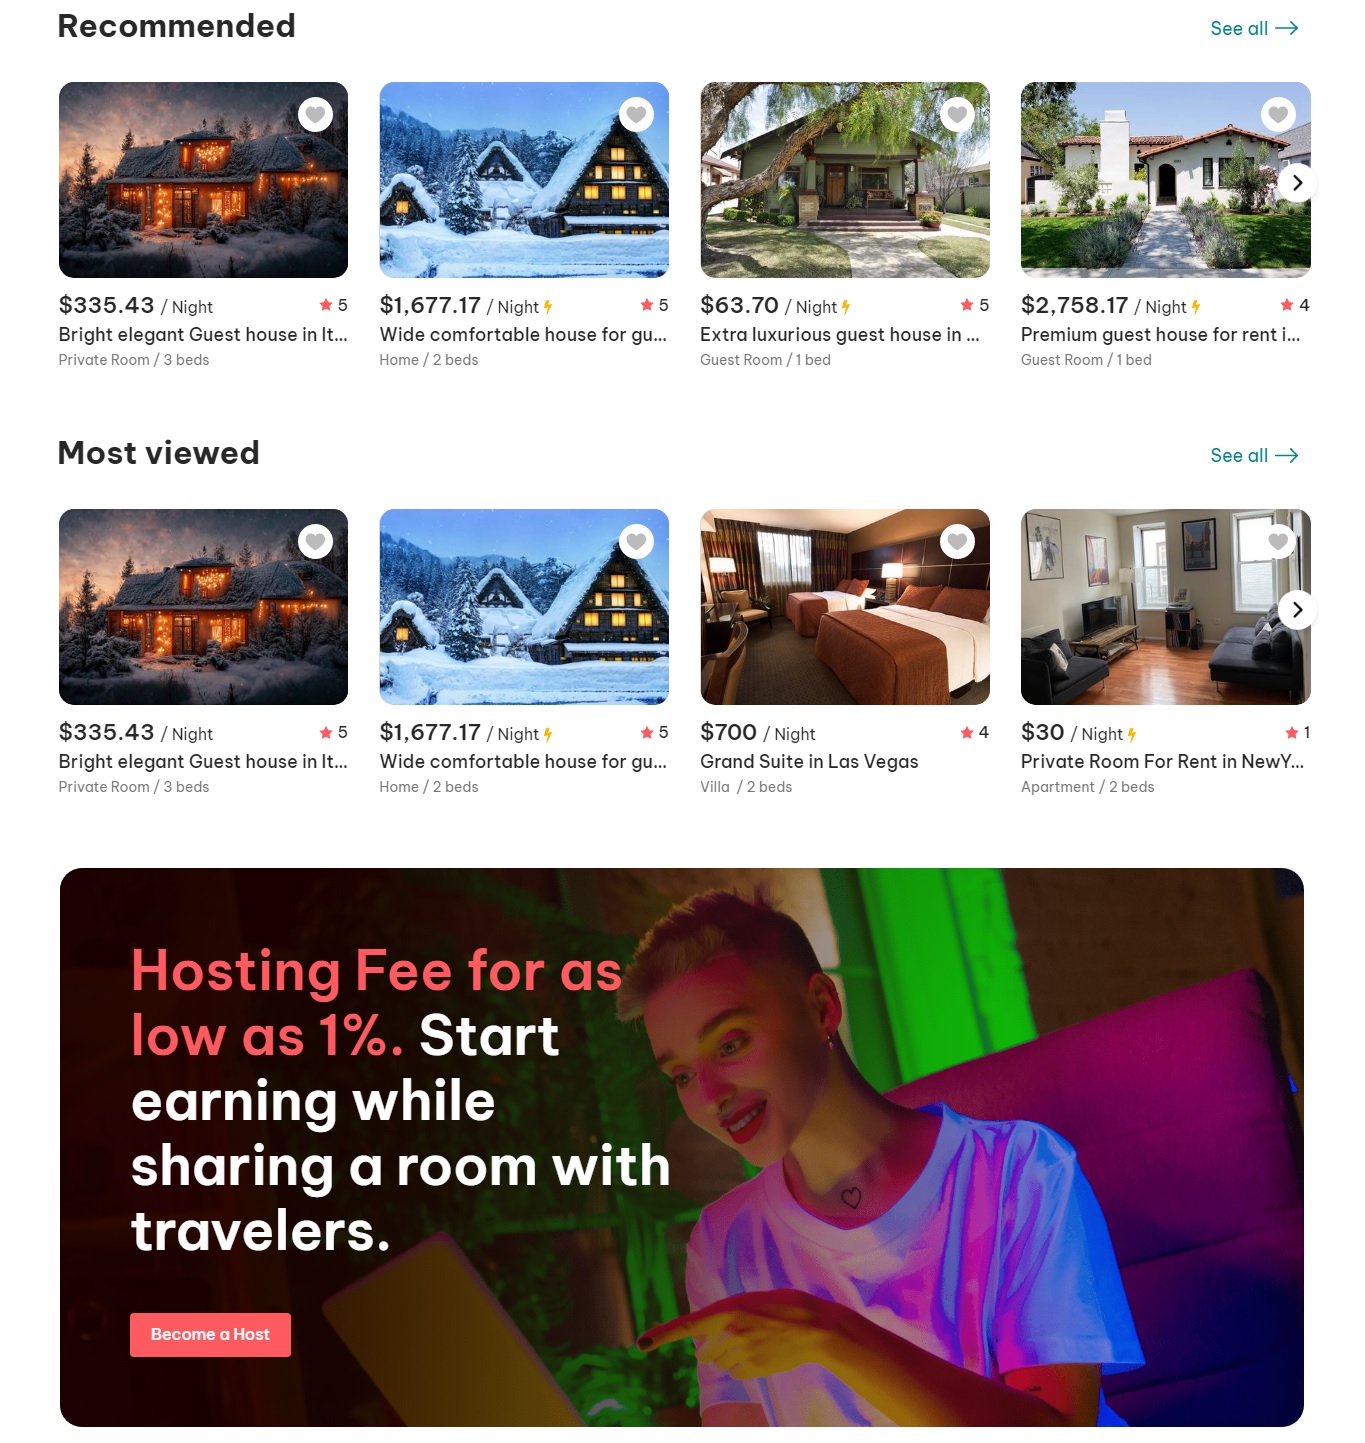 Recommended
See all
$335.43 / Night 5
Bright elegant Guest house in It...
Private Room / 3 beds
$1,677.17 / Night 5
Wide comfortable house for gu...
Home / 2 beds
$63.70 / Night 5
Extra luxurious guest house in ...
Guest Room / 1 bed
$2,758.17 / Night 4
Premium guest house for rent i...
Guest Room / 1 bed
Most viewed
See all
$335.43 / Night 5
Bright elegant Guest house in It...
Private Room / 3 beds
$1,677.17 / Night 5
Wide comfortable house for gu...
Home / 2 beds
$700 / Night 4
Grand Suite in Las Vegas
Villa / 2 beds
$30 / Night 1
Private Room For Rent in NewY...
Apartment / 2 beds
Hosting Fee for as
low as 1%. Start
earning while
sharing a room with
travelers.
Become a Host